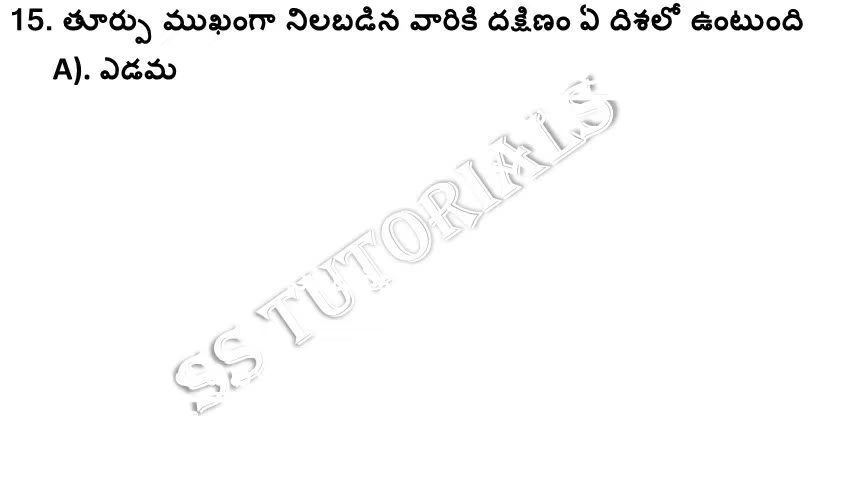 15. తూర్పు ముఖంగా నిలబడిన వారికి దక్షిణం ఏ దిశలో ఉంటుంది
A). ఎడమ
SS TUTORIALS